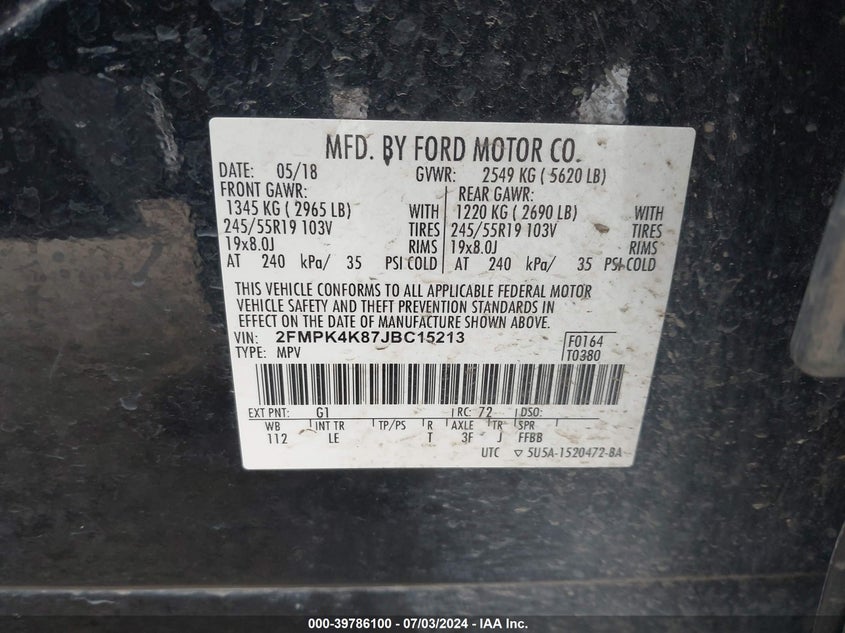 MFD. BY FORD MOTOR CO.
DATE: 05/18 GVWR: 2549 KG ( 5620 LB)
FRONT GAWR: REAR GAWR:
1345 KG ( 2965 LB) WITH 1220 KG ( 2690 LB) WITH
245/55R19 103V TIRES 245/55R19 103V TIRES
19x8.0J RIMS 19x8.0J RIMS
AT 240 kPa/ 35 PSI COLD AT 240 kPa/ 35 PSI COLD
THIS VEHICLE CONFORMS TO ALL APPLICABLE FEDERAL MOTOR
VEHICLE SAFETY AND THEFT PREVENTION STANDARDS IN
EFFECT ON THE DATE OF MANUFACTURE SHOWN ABOVE.
VIN: 2FMPK4K87JBC15213 F0164
TYPE: MPV T0380
EXT PNT: G1 RC: 72 DSO:
WB INT TR TP/PS R AXLE TR SPR
112 LE T 3F J FFBB
UTC ▽ 5U5A-1520472-BA
000-39786100 - 07/03/2024 - IAA Inc.